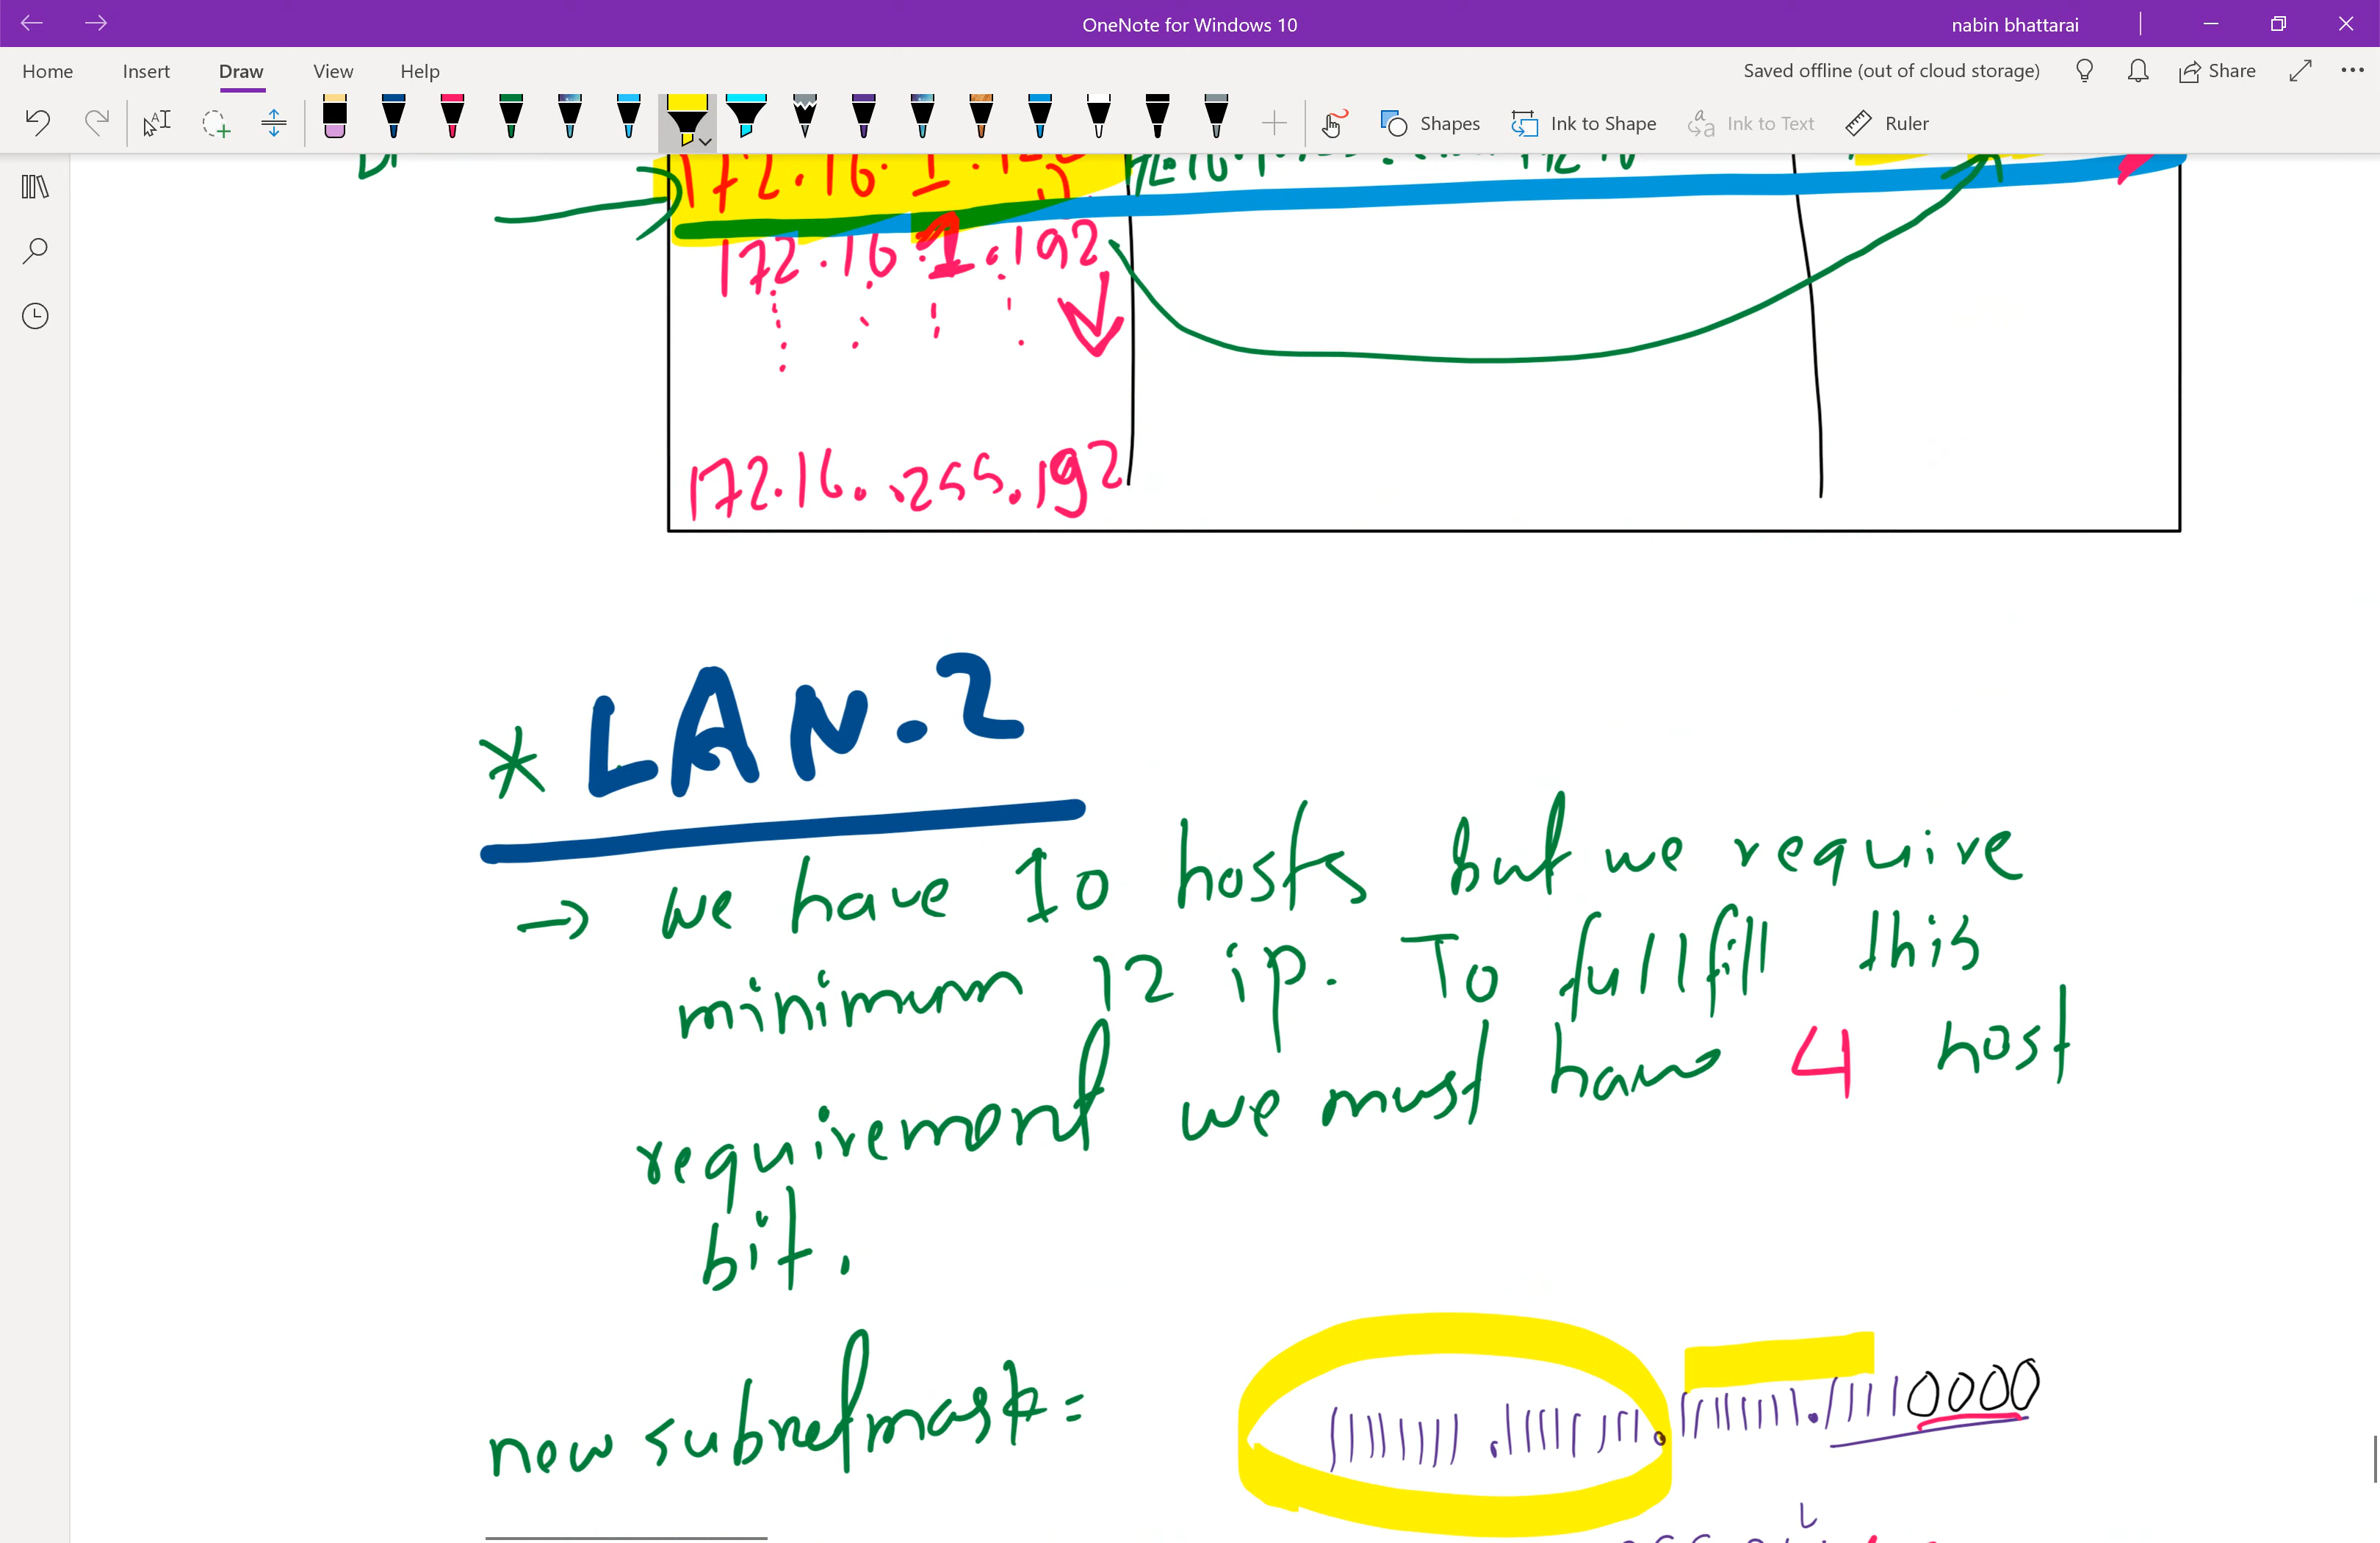 OneNote for Windows 10
nabin bhattarai
Home Insert Draw View Help
Saved offline (out of cloud storage) Share
Shapes Ink to Shape Ink to Text Ruler
172.16.1.192
172.16..255.192
* LAN.2
→ we have 10 hosts but we require
minimum 12 ip. To fullfill this
requirement we must have 4 host
bit.
new subnetmask = 11111111.11111111.11111111.11110000